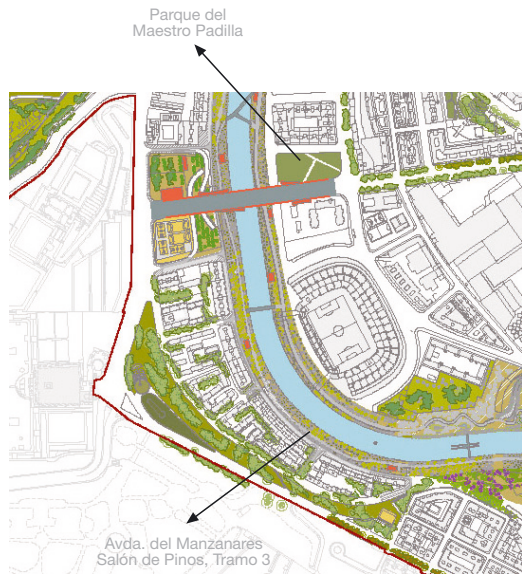 Parque del
Maestro Padilla
Avda. del Manzanares
Salón de Pinos, Tramo 3